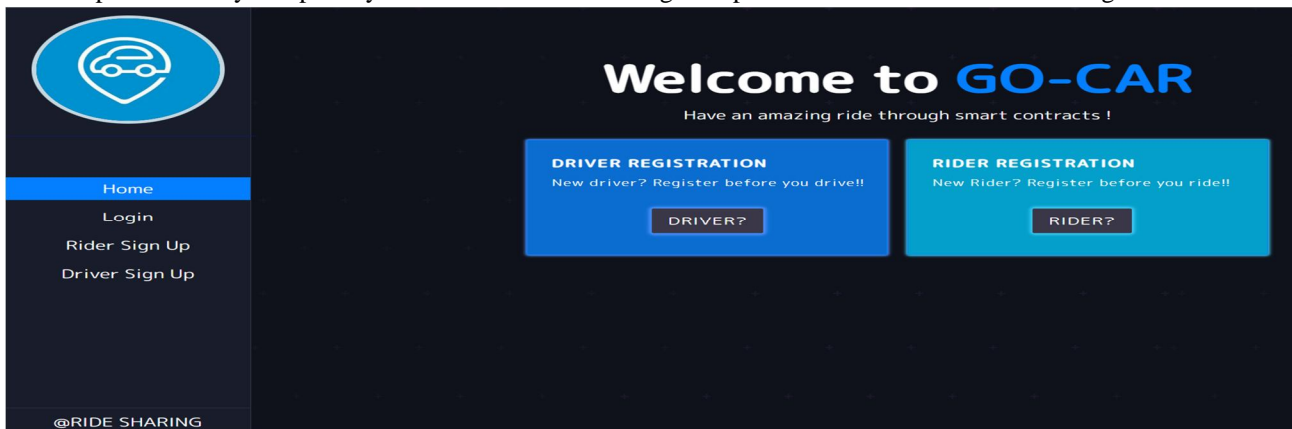 Home
Login
Rider Sign Up
Driver Sign Up
@RIDE SHARING
Welcome to GO-CAR
Have an amazing ride through smart contracts !
DRIVER REGISTRATION
New driver? Register before you drive!!
DRIVER?
RIDER REGISTRATION
New Rider? Register before you ride!!
RIDER?